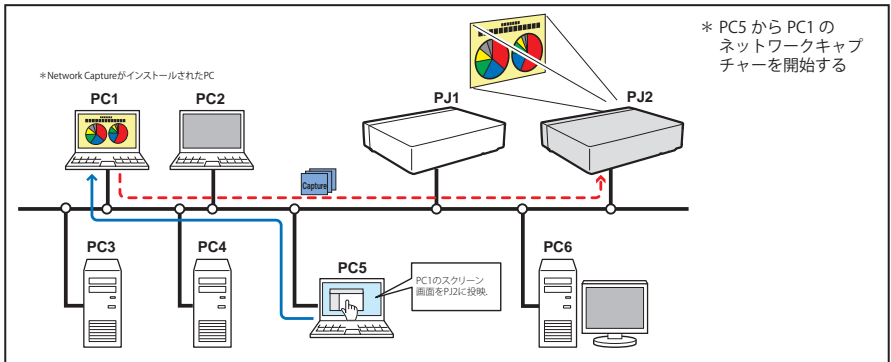 ＊PC5 から PC1 の
ネットワークキャプ
チャーを開始する
＊Network CaptureがインストールされたPC
PC1
PC2
PJ1
PJ2
Capture
PC3
PC4
PC5
PC6
PC1のスクリーン
画面をPJ2に投映.